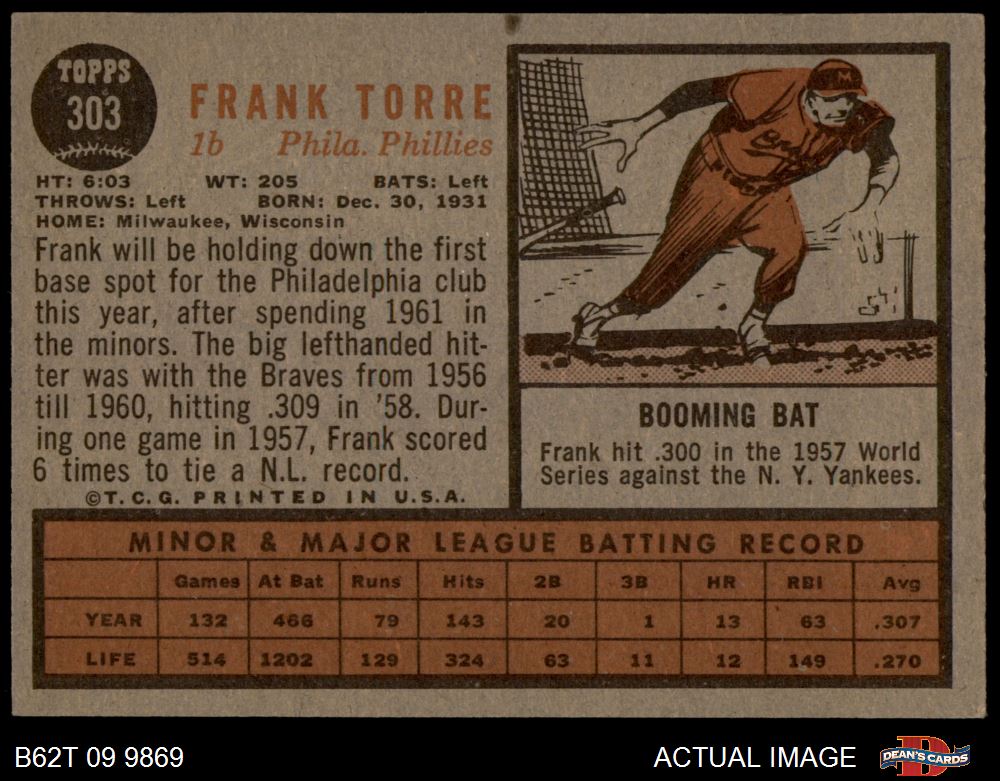 TOPPS
303
FRANK TORRE
1b Phila. Phillies
HT: 6:03 WT: 205 BATS: Left
THROWS: Left BORN: Dec. 30, 1931
HOME: Milwaukee, Wisconsin
Frank will be holding down the first
base spot for the Philadelphia club
this year, after spending 1961 in
the minors. The big lefthanded hit-
ter was with the Braves from 1956
till 1960, hitting .309 in '58. Dur-
ing one game in 1957, Frank scored
6 times to tie a N.L. record.
©T.C.G. PRINTED IN U.S.A.
M
BOOMING BAT
Frank hit .300 in the 1957 World
Series against the N. Y. Yankees.
MINOR & MAJOR LEAGUE BATTING RECORD
Games At Bat Runs Hits 2B 3B HR RBI Avg
YEAR 132 466 79 143 20 1 13 63 .307
LIFE 514 1202 129 324 63 11 12 149 .270
B62T 09 9869
ACTUAL IMAGE
DEAN'S CARDS